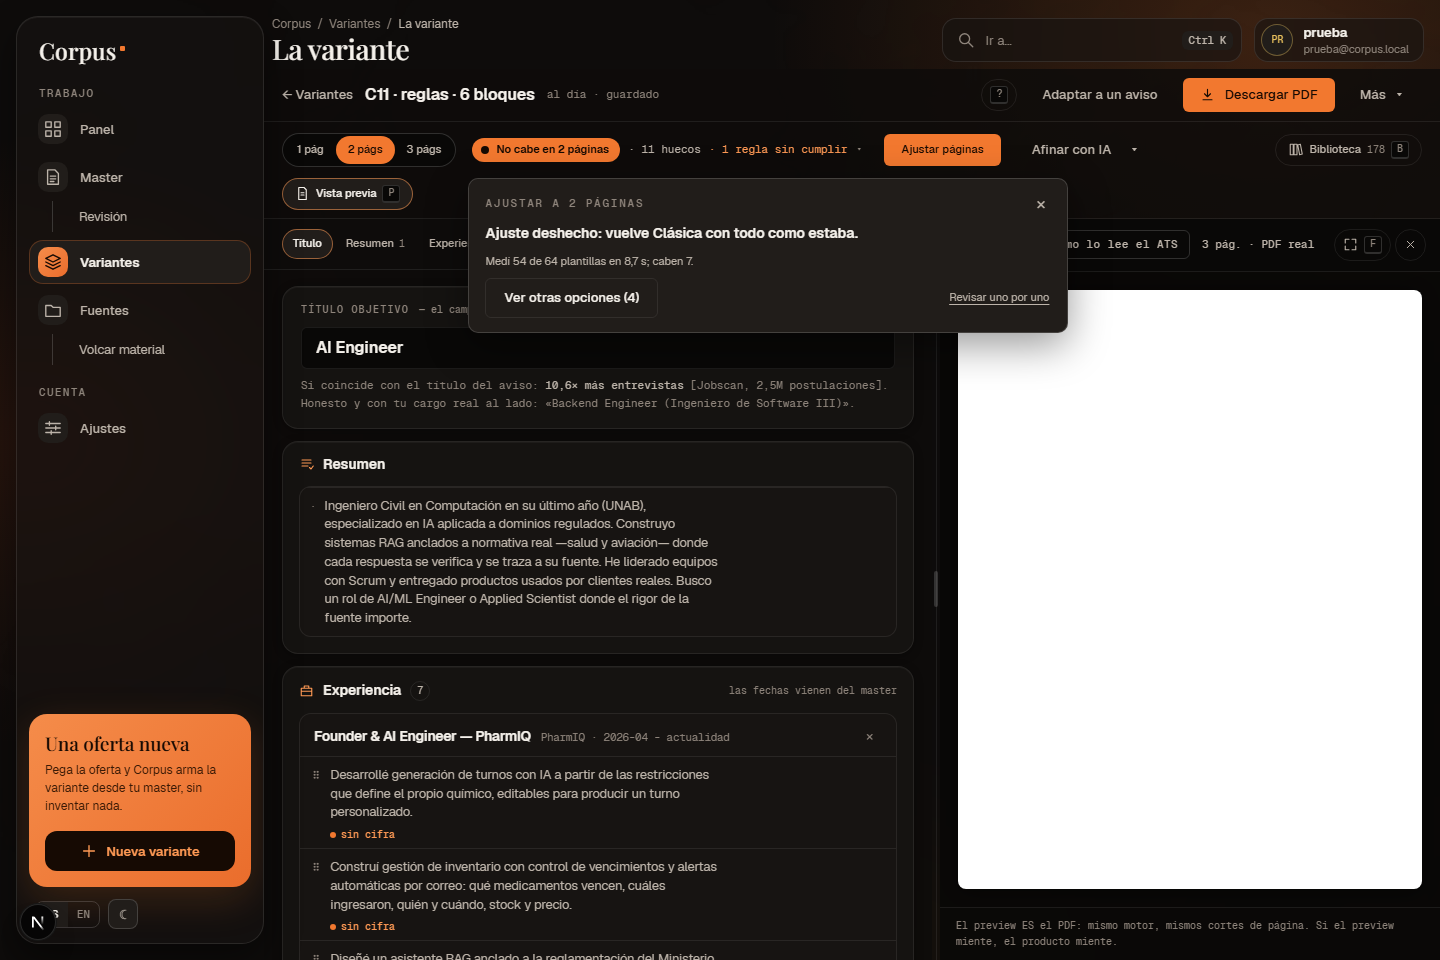 Corpus
TRABAJO
Panel
Master
Revisión
Variantes
Fuentes
Volcar material
CUENTA
Ajustes
Una oferta nueva
Pega la oferta y Corpus arma la
variante desde tu master, sin
inventar nada.
Nueva variante
EN
Corpus / Variantes / La variante
La variante
Ir a...
Ctrl K
PR
prueba
prueba@corpus.local
← Variantes
C11 · reglas · 6 bloques
al día · guardado
?
Adaptar a un aviso
Descargar PDF
Más
1 pág
2 págs
3 págs
No cabe en 2 páginas
· 11 huecos · 1 regla sin cumplir
Ajustar páginas
Afinar con IA
Biblioteca 178 B
Vista previa P
AJUSTAR A 2 PÁGINAS
Ajuste deshecho: vuelve Clásica con todo como estaba.
Medí 54 de 64 plantillas en 8,7 s; caben 7.
Ver otras opciones (4)
Revisar uno por uno
Título
Resumen 1
lo lee el ATS
3 pág. · PDF real
F
TÍTULO OBJETIVO — el
AI Engineer
Si coincide con el título del aviso: 10,6× más entrevistas [Jobscan, 2,5M postulaciones].
Honesto y con tu cargo real al lado: «Backend Engineer (Ingeniero de Software III)».
Resumen
Ingeniero Civil en Computación en su último año (UNAB),
especializado en IA aplicada a dominios regulados. Construyo
sistemas RAG anclados a normativa real —salud y aviación— donde
cada respuesta se verifica y se traza a su fuente. He liderado equipos
con Scrum y entregado productos usados por clientes reales. Busco
un rol de AI/ML Engineer o Applied Scientist donde el rigor de la
fuente importe.
Experiencia 7
las fechas vienen del master
Founder & AI Engineer — PharmIQ PharmIQ · 2026-04 – actualidad
Desarrollé generación de turnos con IA a partir de las restricciones
que define el propio químico, editables para producir un turno
personalizado.
sin cifra
Construí gestión de inventario con control de vencimientos y alertas
automáticas por correo: qué medicamentos vencen, cuáles
ingresaron, quién y cuándo, stock y precio.
sin cifra
Diseñé un asistente RAG anclado a la reglamentación del Ministerio
El preview ES el PDF: mismo motor, mismos cortes de página. Si el preview
miente, el producto miente.